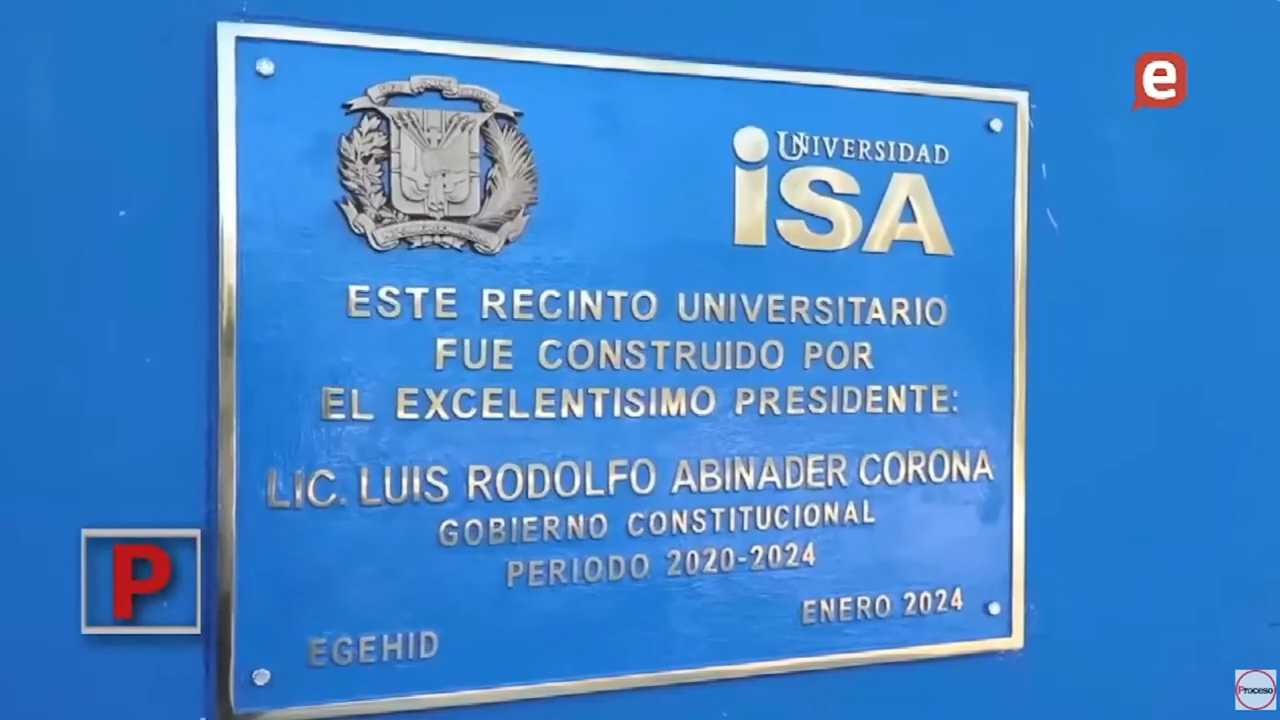 e
UNIVERSIDAD
iSA
ESTE RECINTO UNIVERSITARIO
FUE CONSTRUIDO POR
EL EXCELENTISIMO PRESIDENTE:
LIC. LUIS RODOLFO ABINADER CORONA
GOBIERNO CONSTITUCIONAL
PERIODO 2020-2024
ENERO 2024
EGEHID
P
Proceso